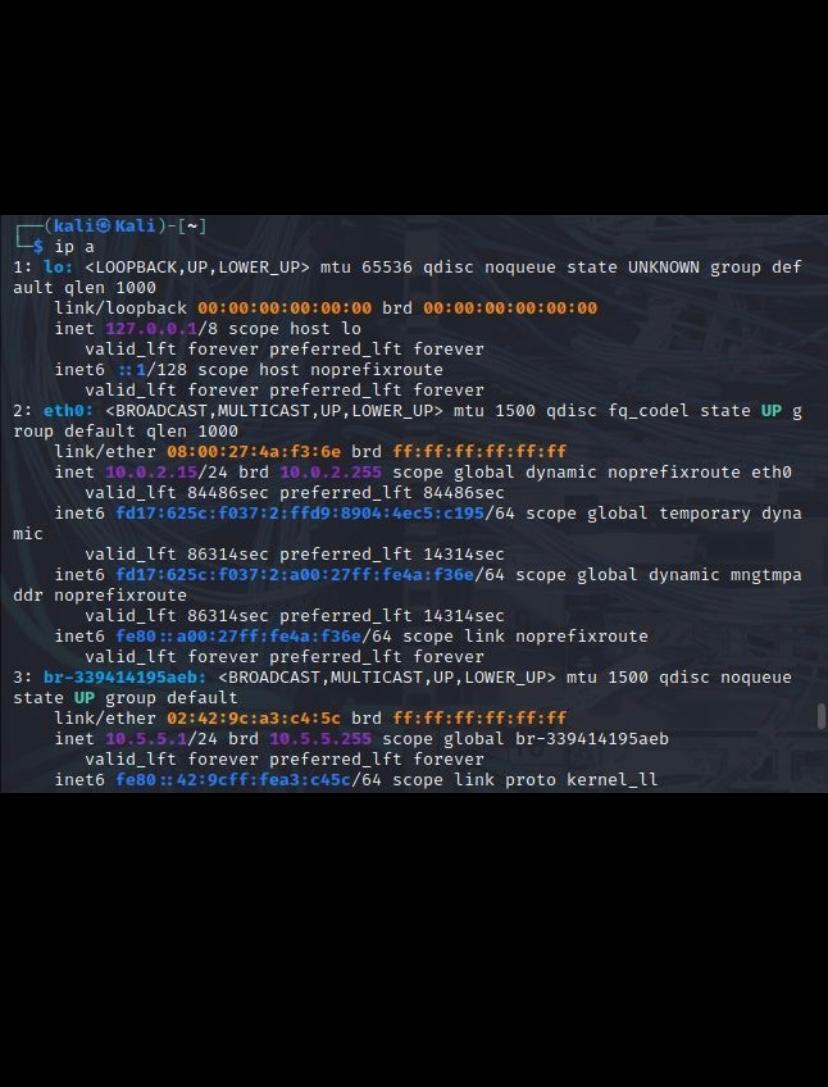 ┌──(kali㉿Kali)-[~]
└─$ ip a
1: lo: <LOOPBACK,UP,LOWER_UP> mtu 65536 qdisc noqueue state UNKNOWN group def
ault qlen 1000
    link/loopback 00:00:00:00:00:00 brd 00:00:00:00:00:00
    inet 127.0.0.1/8 scope host lo
       valid_lft forever preferred_lft forever
    inet6 ::1/128 scope host noprefixroute
       valid_lft forever preferred_lft forever
2: eth0: <BROADCAST,MULTICAST,UP,LOWER_UP> mtu 1500 qdisc fq_codel state UP g
roup default qlen 1000
    link/ether 08:00:27:4a:f3:6e brd ff:ff:ff:ff:ff:ff
    inet 10.0.2.15/24 brd 10.0.2.255 scope global dynamic noprefixroute eth0
       valid_lft 84486sec preferred_lft 84486sec
    inet6 fd17:625c:f037:2:ffd9:8904:4ec5:c195/64 scope global temporary dyna
mic
       valid_lft 86314sec preferred_lft 14314sec
    inet6 fd17:625c:f037:2:a00:27ff:fe4a:f36e/64 scope global dynamic mngtmpa
ddr noprefixroute
       valid_lft 86314sec preferred_lft 14314sec
    inet6 fe80::a00:27ff:fe4a:f36e/64 scope link noprefixroute
       valid_lft forever preferred_lft forever
3: br-339414195aeb: <BROADCAST,MULTICAST,UP,LOWER_UP> mtu 1500 qdisc noqueue
state UP group default
    link/ether 02:42:9c:a3:c4:5c brd ff:ff:ff:ff:ff:ff
    inet 10.5.5.1/24 brd 10.5.5.255 scope global br-339414195aeb
       valid_lft forever preferred_lft forever
    inet6 fe80::42:9cff:fea3:c45c/64 scope link proto kernel_ll